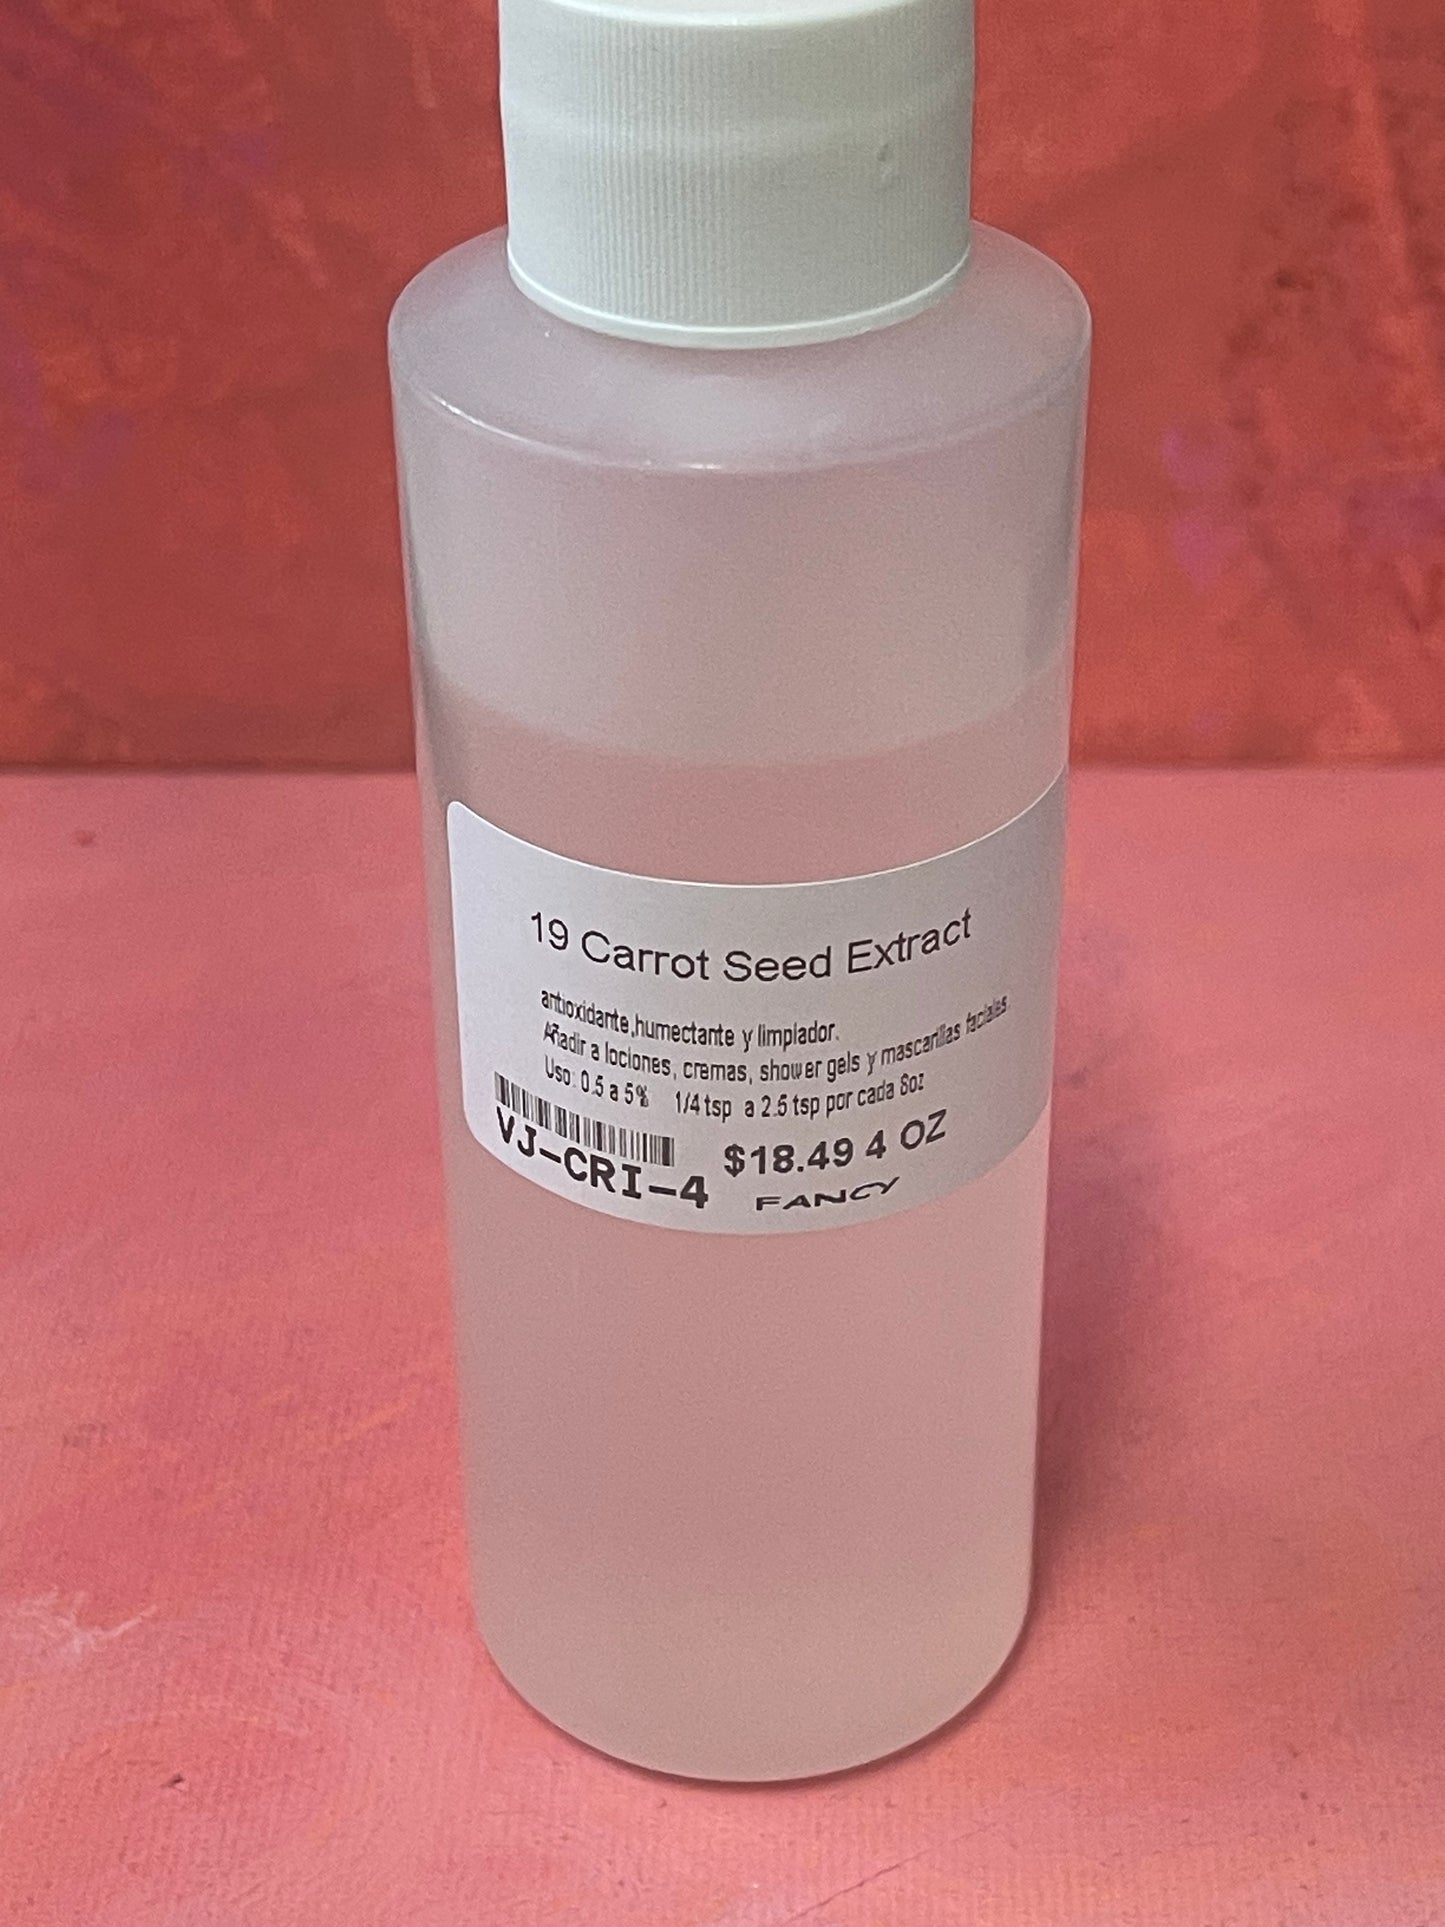 19 Carrot Seed Extract
antioxidante,humectante y limpiador.
Añadir a lociones, cremas, shower gels y mascarillas faciales.
Uso: 0.5 a 5% 1/4 tsp a 2.5 tsp por cada 8oz
VJ-CRI-4 $18.49 4 OZ
FANCY